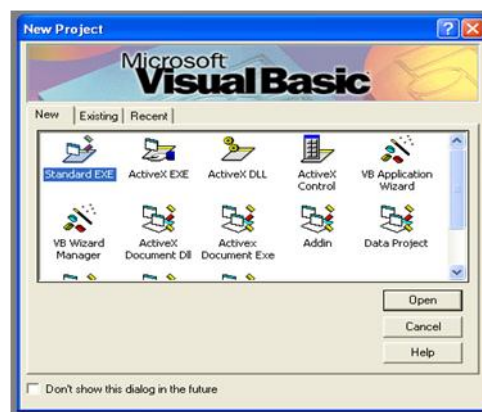 New Project
Microsoft
Visual Basic
New Existing Recent
Standard EXE ActiveX EXE ActiveX DLL ActiveX Control VB Application Wizard
VB Wizard Manager ActiveX Document Dll Activex Document Exe Addin Data Project
Open
Cancel
Help
Don't show this dialog in the future